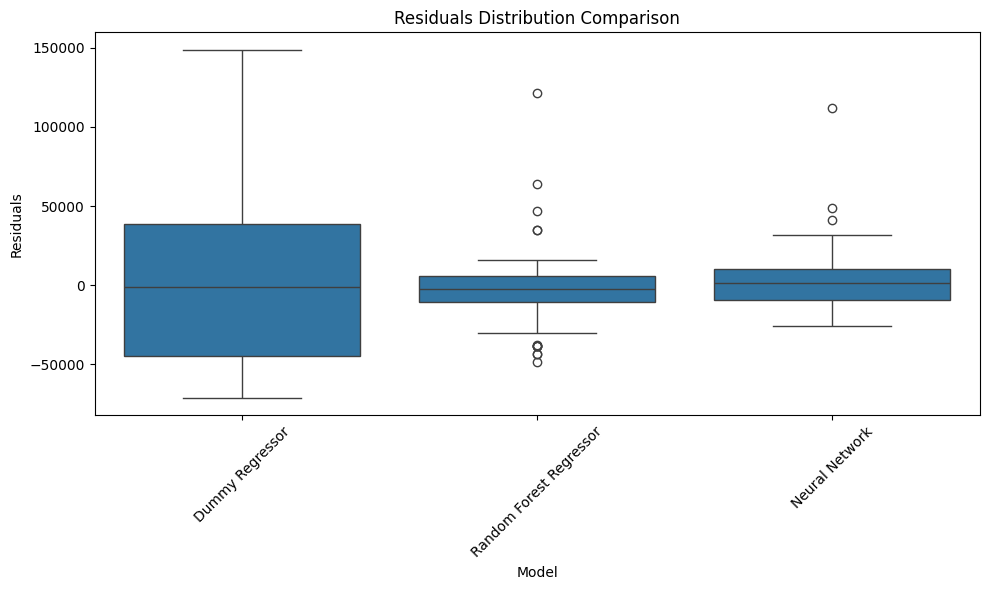 Residuals Distribution Comparison
150000
100000
50000
0
−50000
Residuals
Dummy Regressor
Random Forest Regressor
Neural Network
Model